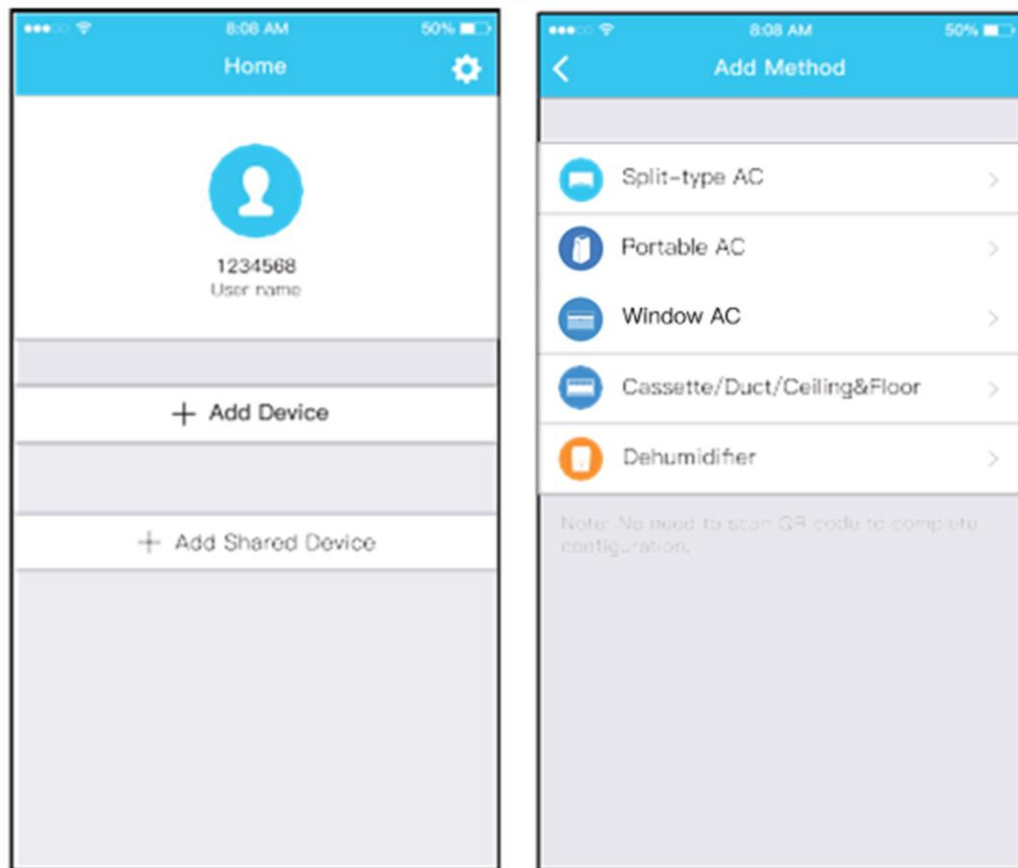 8:08 AM 50%
Home
1234568
User name
+ Add Device
+ Add Shared Device
8:08 AM 50%
Add Method
Split-type AC
Portable AC
Window AC
Cassette/Duct/Ceiling&Floor
Dehumidifier
Note: No need to scan QR code to complete
configuration.